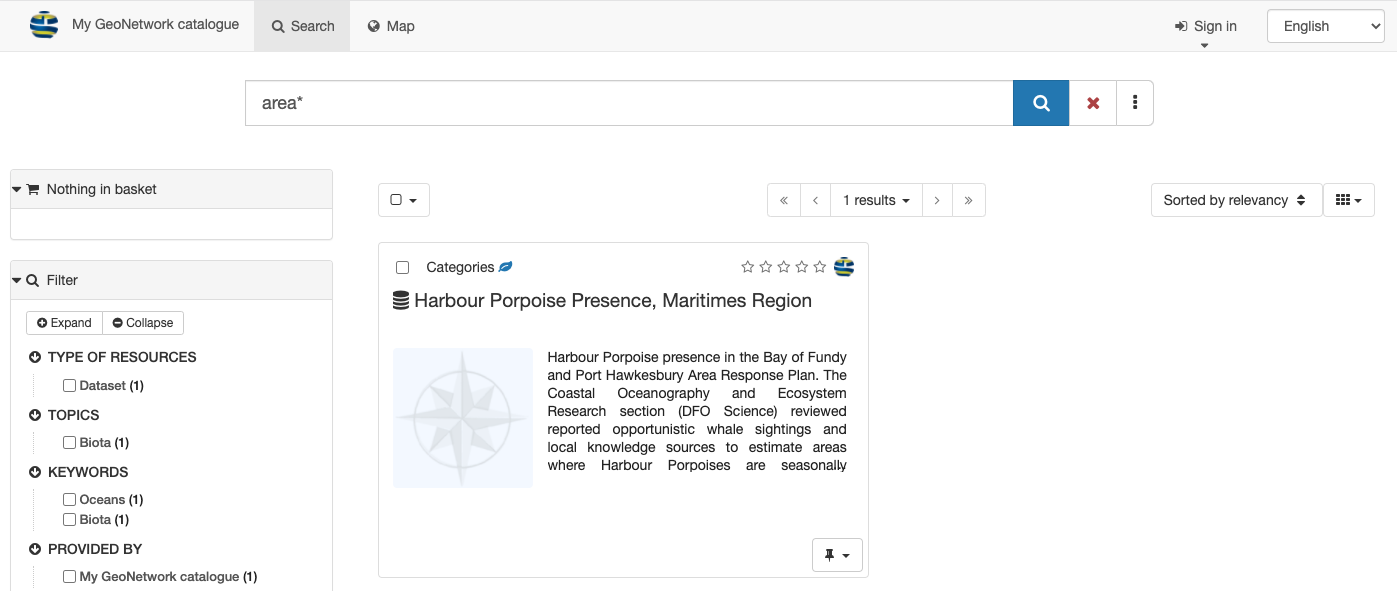 My GeoNetwork catalogue
Search
Map
Sign in
English
area*
Nothing in basket
1 results
Sorted by relevancy
Filter
Expand
Collapse
TYPE OF RESOURCES
Dataset (1)
TOPICS
Biota (1)
KEYWORDS
Oceans (1)
Biota (1)
PROVIDED BY
My GeoNetwork catalogue (1)
Categories
Harbour Porpoise Presence, Maritimes Region
Harbour Porpoise presence in the Bay of Fundy
and Port Hawkesbury Area Response Plan. The
Coastal Oceanography and Ecosystem
Research section (DFO Science) reviewed
reported opportunistic whale sightings and
local knowledge sources to estimate areas
where Harbour Porpoises are seasonally